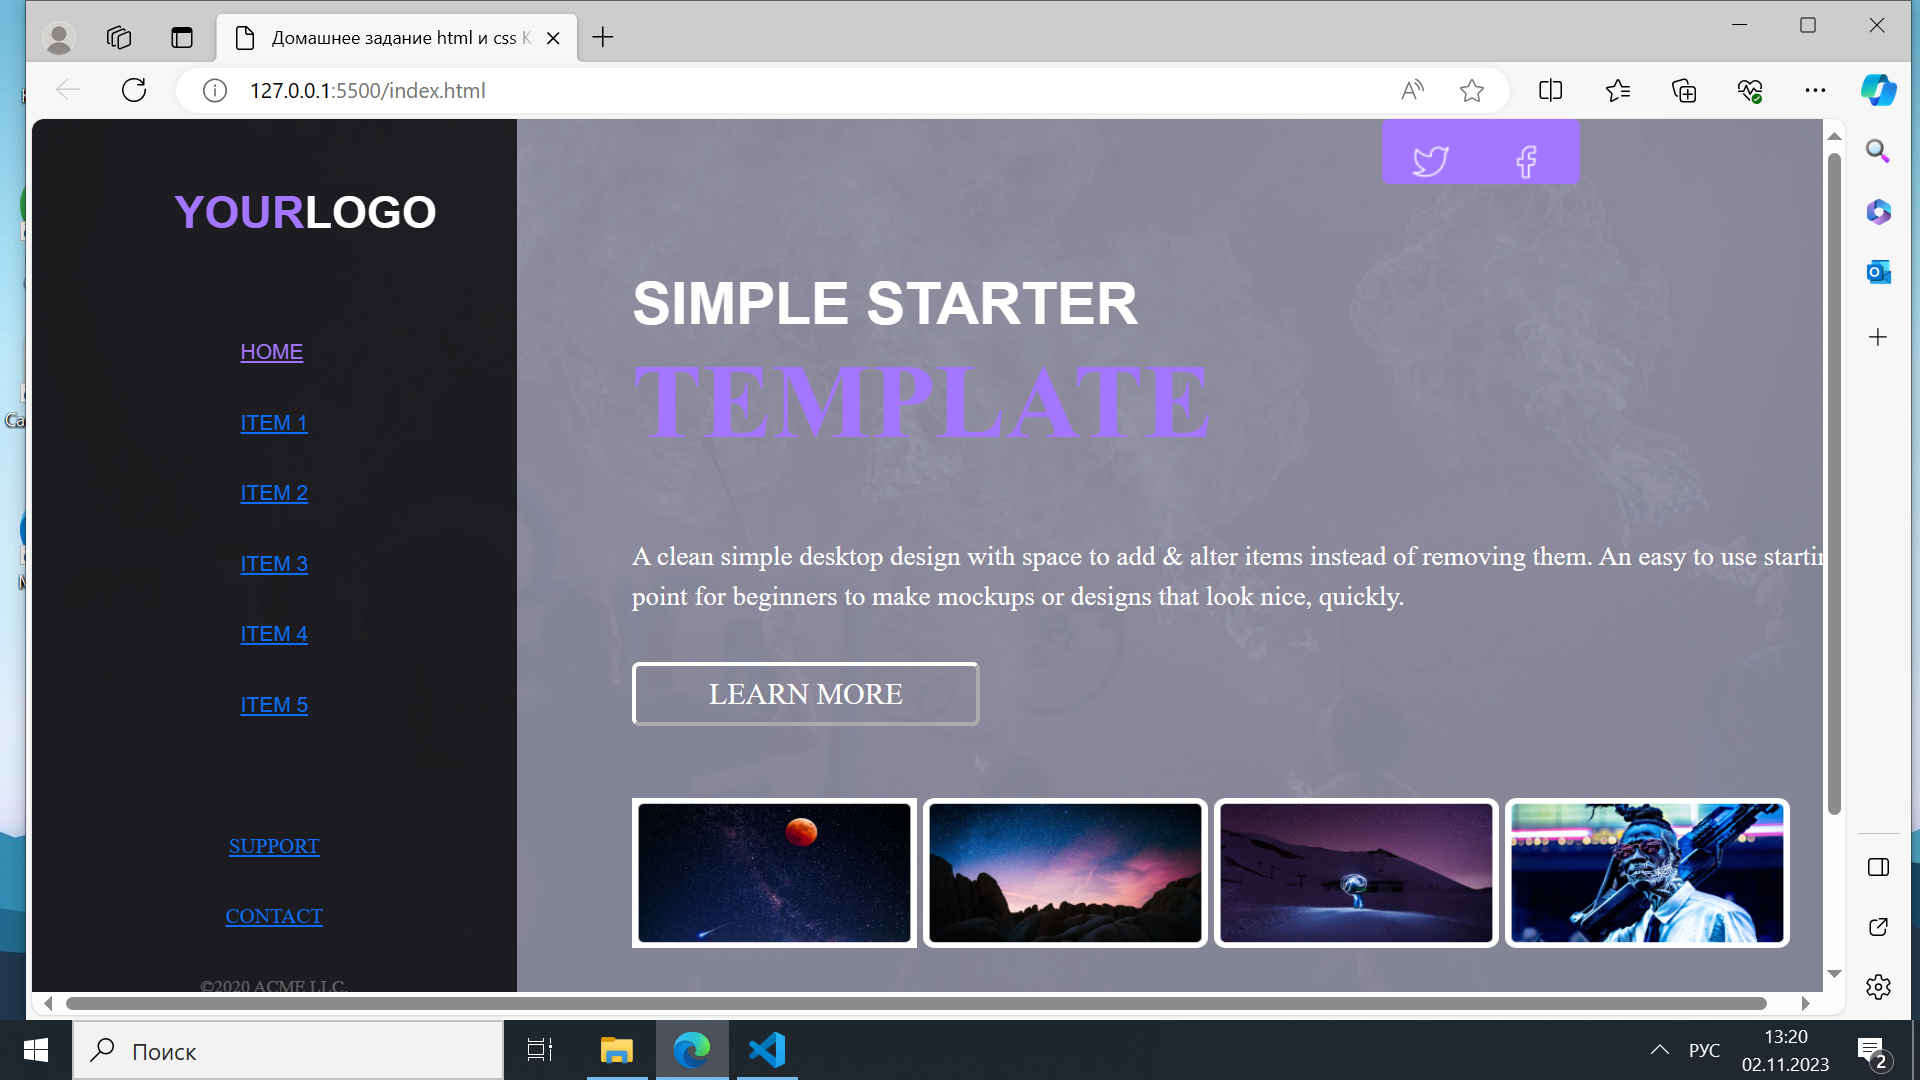 Домашнее задание html и css
127.0.0.1:5500/index.html
YOURLOGO
HOME
ITEM 1
ITEM 2
ITEM 3
ITEM 4
ITEM 5
SUPPORT
CONTACT
©2020 ACME LLC.
SIMPLE STARTER
TEMPLATE
A clean simple desktop design with space to add & alter items instead of removing them. An easy to use startin
point for beginners to make mockups or designs that look nice, quickly.
LEARN MORE
Поиск
РУС
13:20
02.11.2023
2